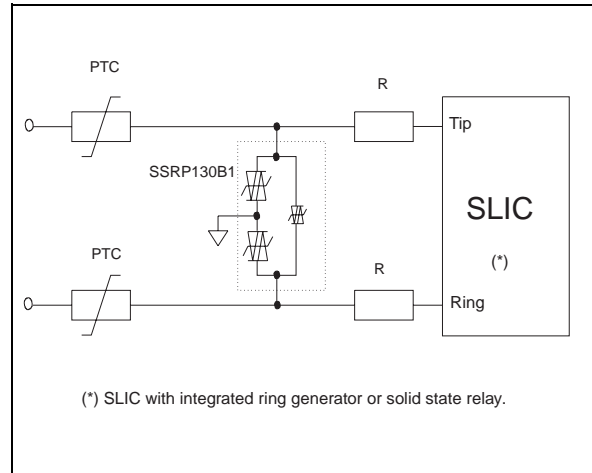 PTC
R
Tip
SSRP130B1
SLIC
(*)
PTC
R
Ring
(*) SLIC with integrated ring generator or solid state relay.